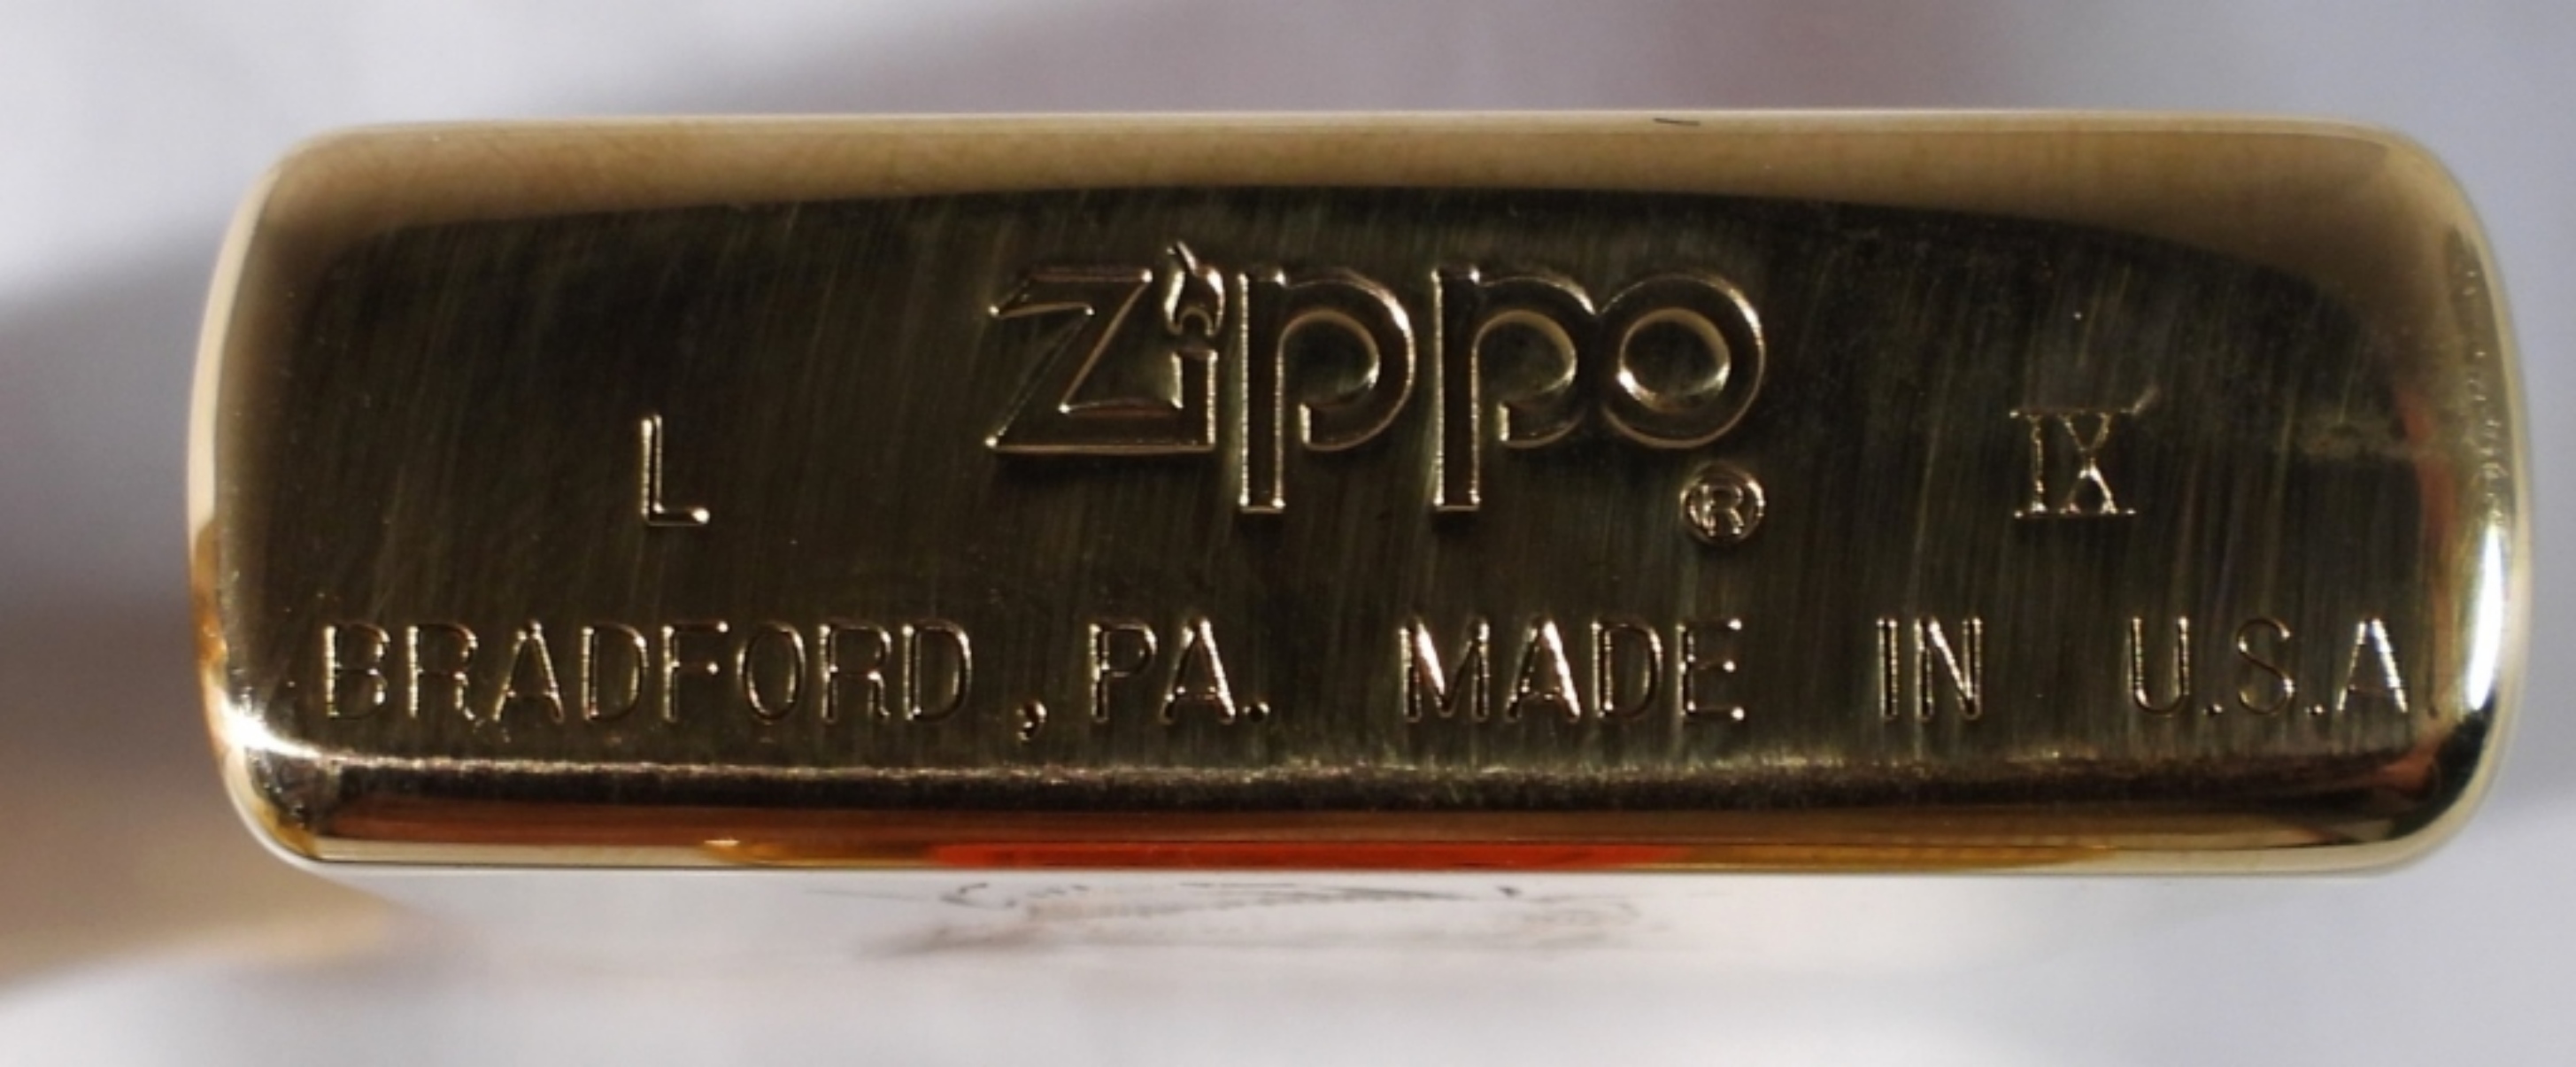 Zippo ®
L IX
BRADFORD, PA. MADE IN U.S.A